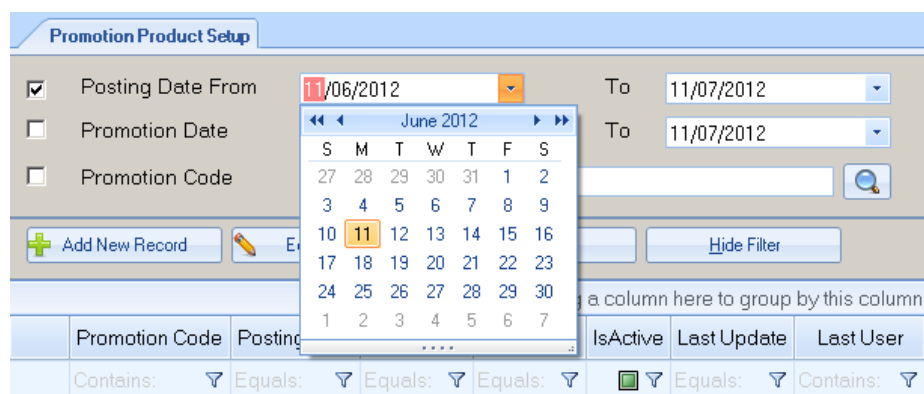 Promotion Product Setup
Posting Date From 11/06/2012 To 11/07/2012
Promotion Date To 11/07/2012
Promotion Code
June 2012
S M T W T F S
27 28 29 30 31 1 2
3 4 5 6 7 8 9
10 11 12 13 14 15 16
17 18 19 20 21 22 23
24 25 26 27 28 29 30
1 2 3 4 5 6 7
Add New Record Hide Filter
a column here to group by this column
Promotion Code Posting IsActive Last Update Last User
Contains: Equals: Equals: Equals: Equals: Contains: